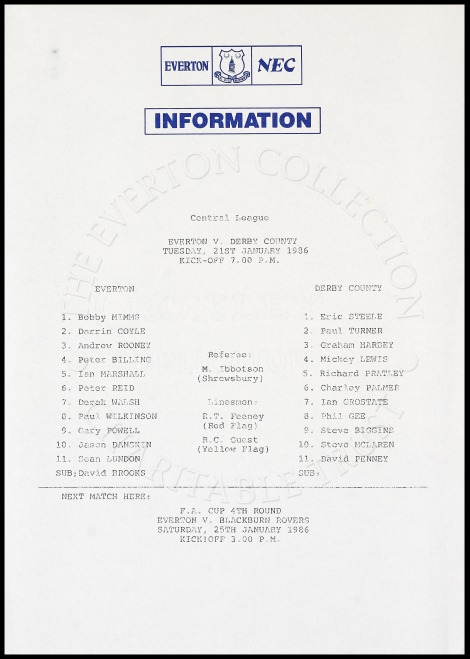 EVERTON NEC
INFORMATION
THE EVERTON COLLECTION
CHARITABLE TRUST
Central League
EVERTON V. DERBY COUNTY
TUESDAY, 21ST JANUARY 1986
KICK-OFF 7.00 P.M.
EVERTON
1. Bobby MIMMS
2. Darrin COYLE
3. Andrew ROONEY
4. Peter BILLING
5. Ian MARSHALL
6. Peter REID
7. Derek WALSH
8. Paul WILKINSON
9. Gary POWELL
10. Jason DANSKIN
11. Sean LUNDON
SUB; David BROOKS
Referee:
M. Ibbotson
(Shrewsbury)
Linesmen:
R.T. Feeney
(Red Flag)
R.C. Guest
(Yellow Flag)
DERBY COUNTY
1. Eric STEELE
2. Paul TURNER
3. Graham HARBEY
4. Mickey LEWIS
5. Richard PRATLEY
6. Charley PALMER
7. Ian GROSTATE
8. Phil GEE
9. Steve BIGGINS
10. Steve MCLAREN
11. David PENNEY
SUB:
NEXT MATCH HERE:
F.A. CUP 4TH ROUND
EVERTON V. BLACKBURN ROVERS
SATURDAY, 25TH JANUARY 1986
KICK-OFF 3.00 P.M.